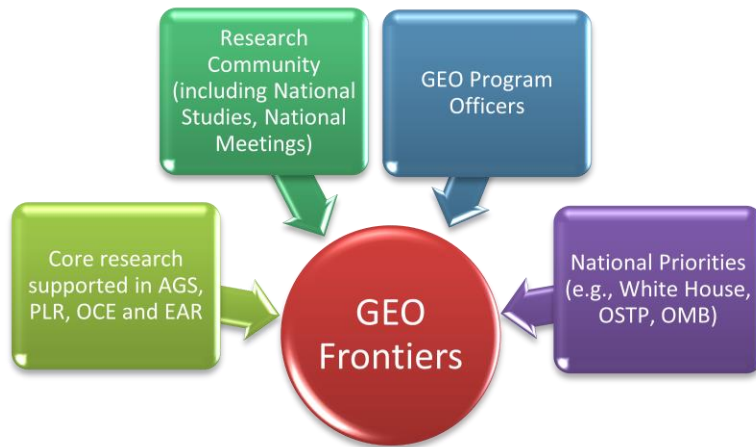 Research
Community
(including National
Studies, National
Meetings)
GEO Program
Officers
Core research
supported in AGS,
PLR, OCE and EAR
National Priorities
(e.g., White House,
OSTP, OMB)
GEO
Frontiers